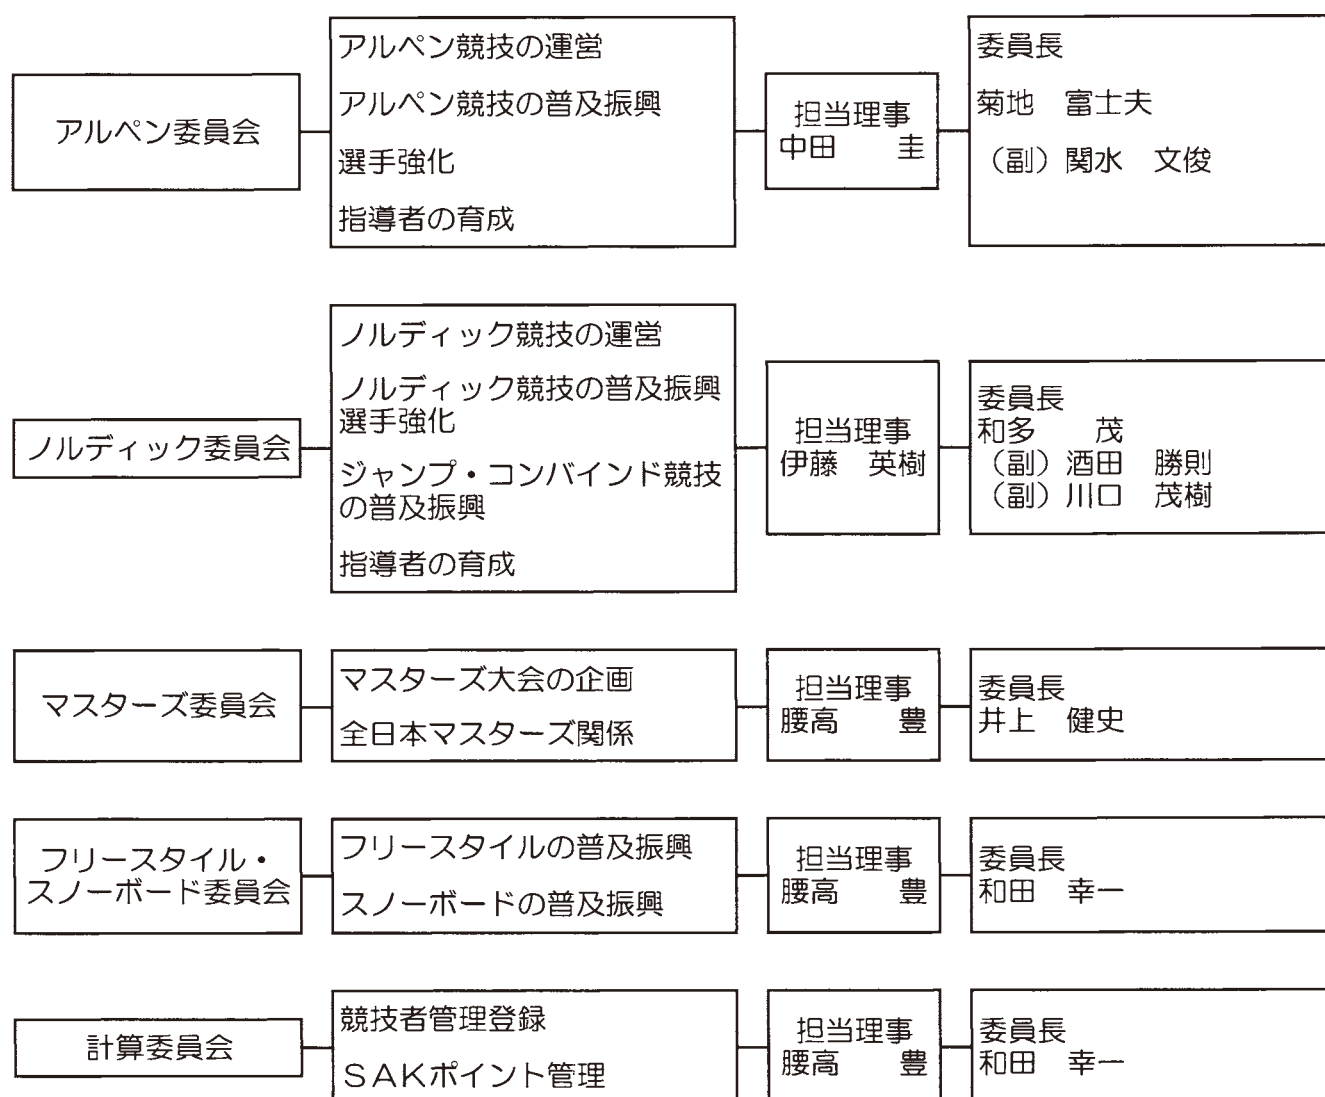 アルペン委員会
アルペン競技の運営
アルペン競技の普及振興
選手強化
指導者の育成
担当理事
中田　　圭
委員長
菊地　富士夫
（副）関水　文俊
ノルディック委員会
ノルディック競技の運営
ノルディック競技の普及振興
選手強化
ジャンプ・コンバインド競技
の普及振興
指導者の育成
担当理事
伊藤　英樹
委員長
和多　　茂
（副）酒田　勝則
（副）川口　茂樹
マスターズ委員会
マスターズ大会の企画
全日本マスターズ関係
担当理事
腰高　　豊
委員長
井上　健史
フリースタイル・
スノーボード委員会
フリースタイルの普及振興
スノーボードの普及振興
担当理事
腰高　　豊
委員長
和田　幸一
計算委員会
競技者管理登録
ＳＡＫポイント管理
担当理事
腰高　　豊
委員長
和田　幸一